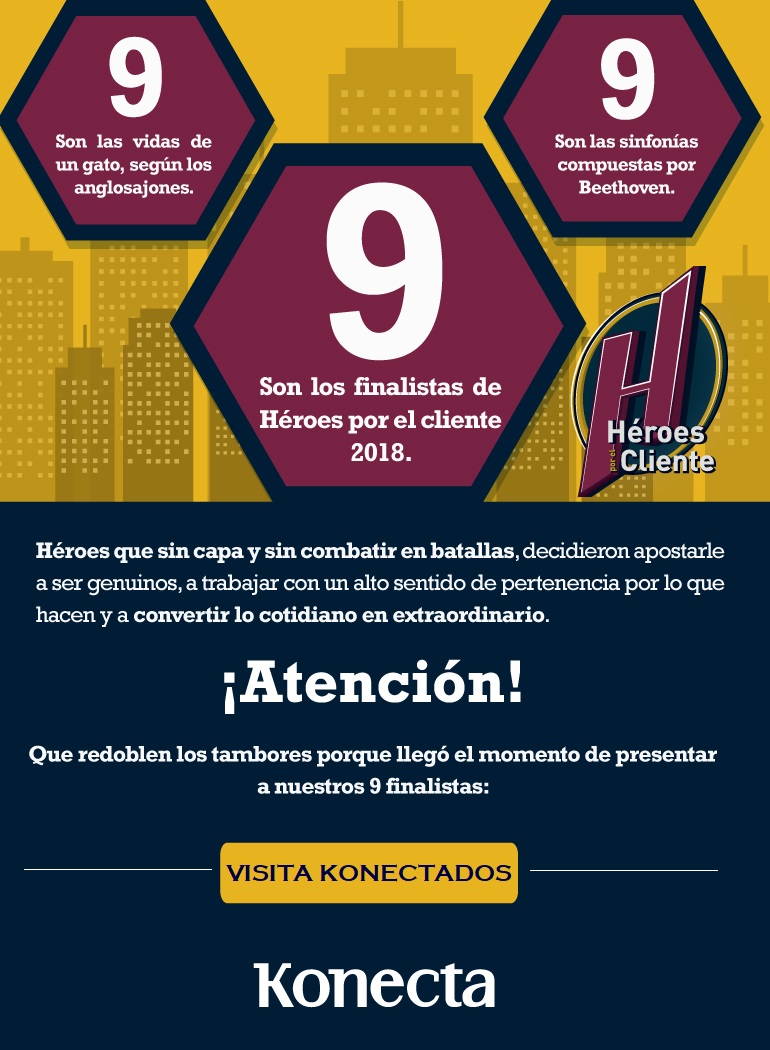 9
Son las vidas de
un gato, según los
anglosajones.
9
Son las sinfonías
compuestas por
Beethoven.
9
Son los finalistas de
Héroes por el cliente
2018.
H
Héroes
por el
Cliente
Héroes que sin capa y sin combatir en batallas, decidieron apostarle
a ser genuinos, a trabajar con un alto sentido de pertenencia por lo que
hacen y a convertir lo cotidiano en extraordinario.
¡Atención!
Que redoblen los tambores porque llegó el momento de presentar
a nuestros 9 finalistas:
VISITA KONECTADOS
Konecta